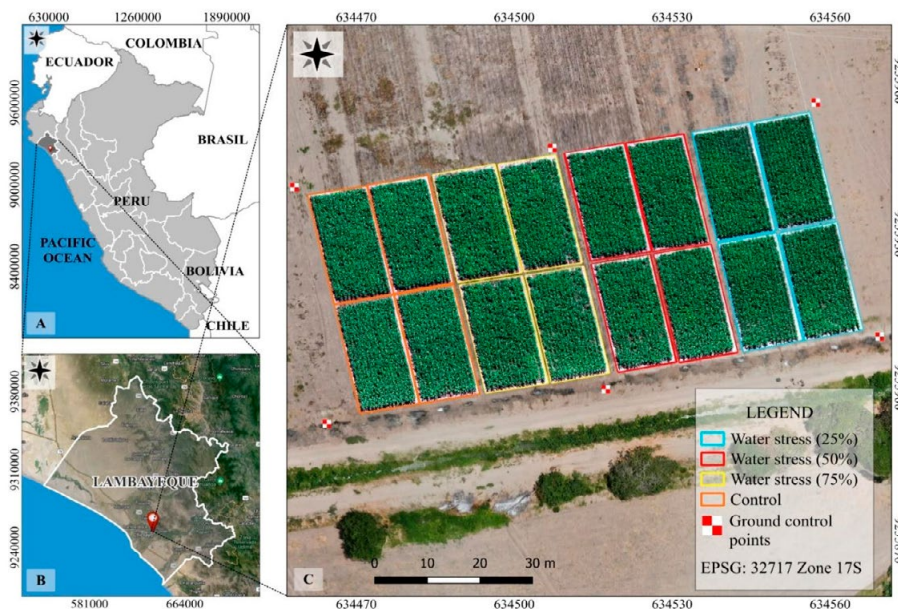 630000 1260000 1890000
COLOMBIA
ECUADOR
BRASIL
PERU
PACIFIC
OCEAN
BOLIVIA
CHILE
A
9600000
9000000
8400000
LAMBAYEQUE
B
9380000
9310000
9240000
581000 664000
634470 634500 634530 634560
C
LEGEND
Water stress (25%)
Water stress (50%)
Water stress (75%)
Control
Ground control
points
EPSG: 32717 Zone 17S
0 10 20 30 m
634470 634500 634530 634560